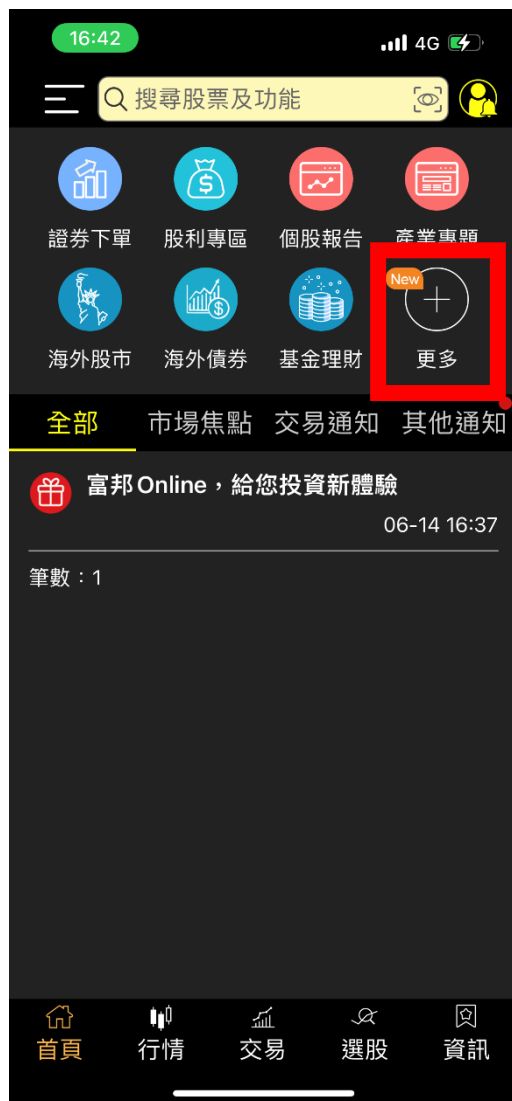 16:42
4G
搜尋股票及功能
證券下單 股利專區 個股報告 產業專題
New
海外股市 海外債券 基金理財 更多
全部 市場焦點 交易通知 其他通知
富邦Online,給您投資新體驗
06-14 16:37
筆數:1
首頁 行情 交易 選股 資訊